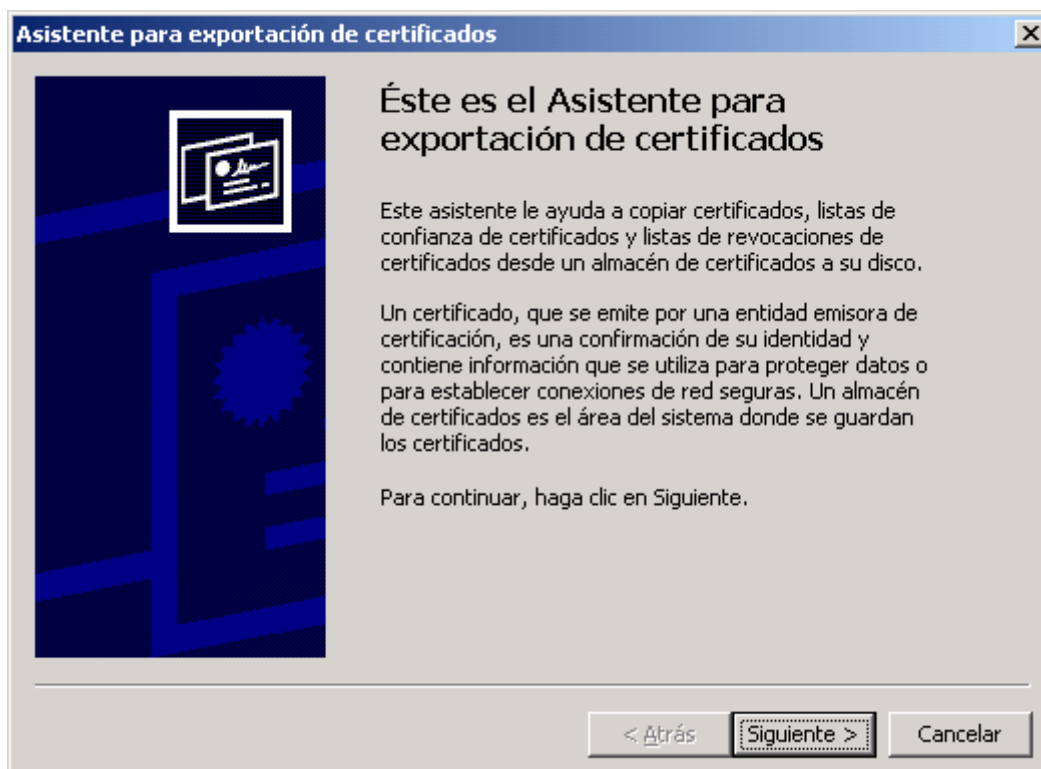 Asistente para exportación de certificados
Éste es el Asistente para
exportación de certificados
Este asistente le ayuda a copiar certificados, listas de
confianza de certificados y listas de revocaciones de
certificados desde un almacén de certificados a su disco.
Un certificado, que se emite por una entidad emisora de
certificación, es una confirmación de su identidad y
contiene información que se utiliza para proteger datos o
para establecer conexiones de red seguras. Un almacén
de certificados es el área del sistema donde se guardan
los certificados.
Para continuar, haga clic en Siguiente.
< Atrás
Siguiente >
Cancelar